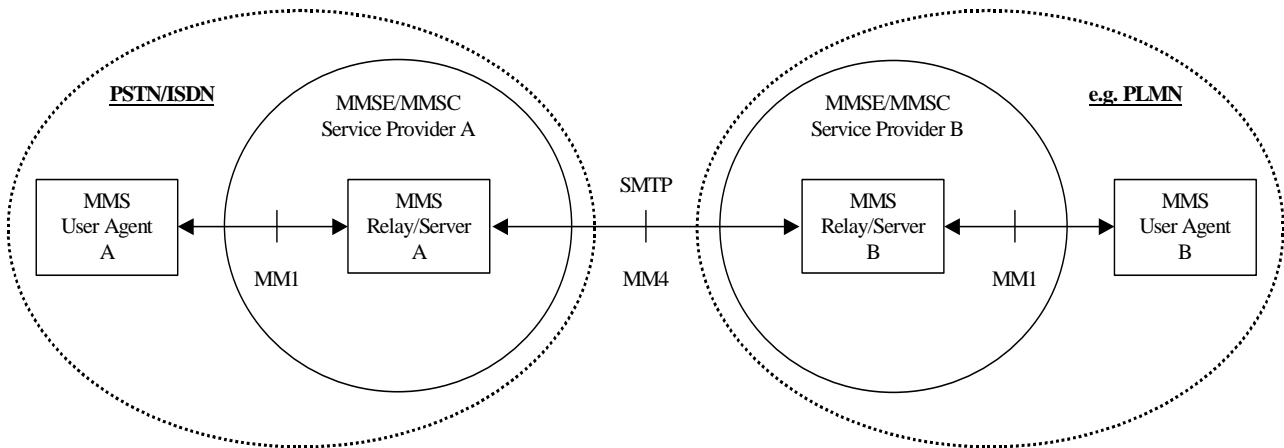 PSTN/ISDN
MMSE/MMSC
Service Provider A
MMS
User Agent
A
MM1
MMS
Relay/Server
A
SMTP
MM4
MMSE/MMSC
Service Provider B
e.g. PLMN
MMS
Relay/Server
B
MM1
MMS
User Agent
B